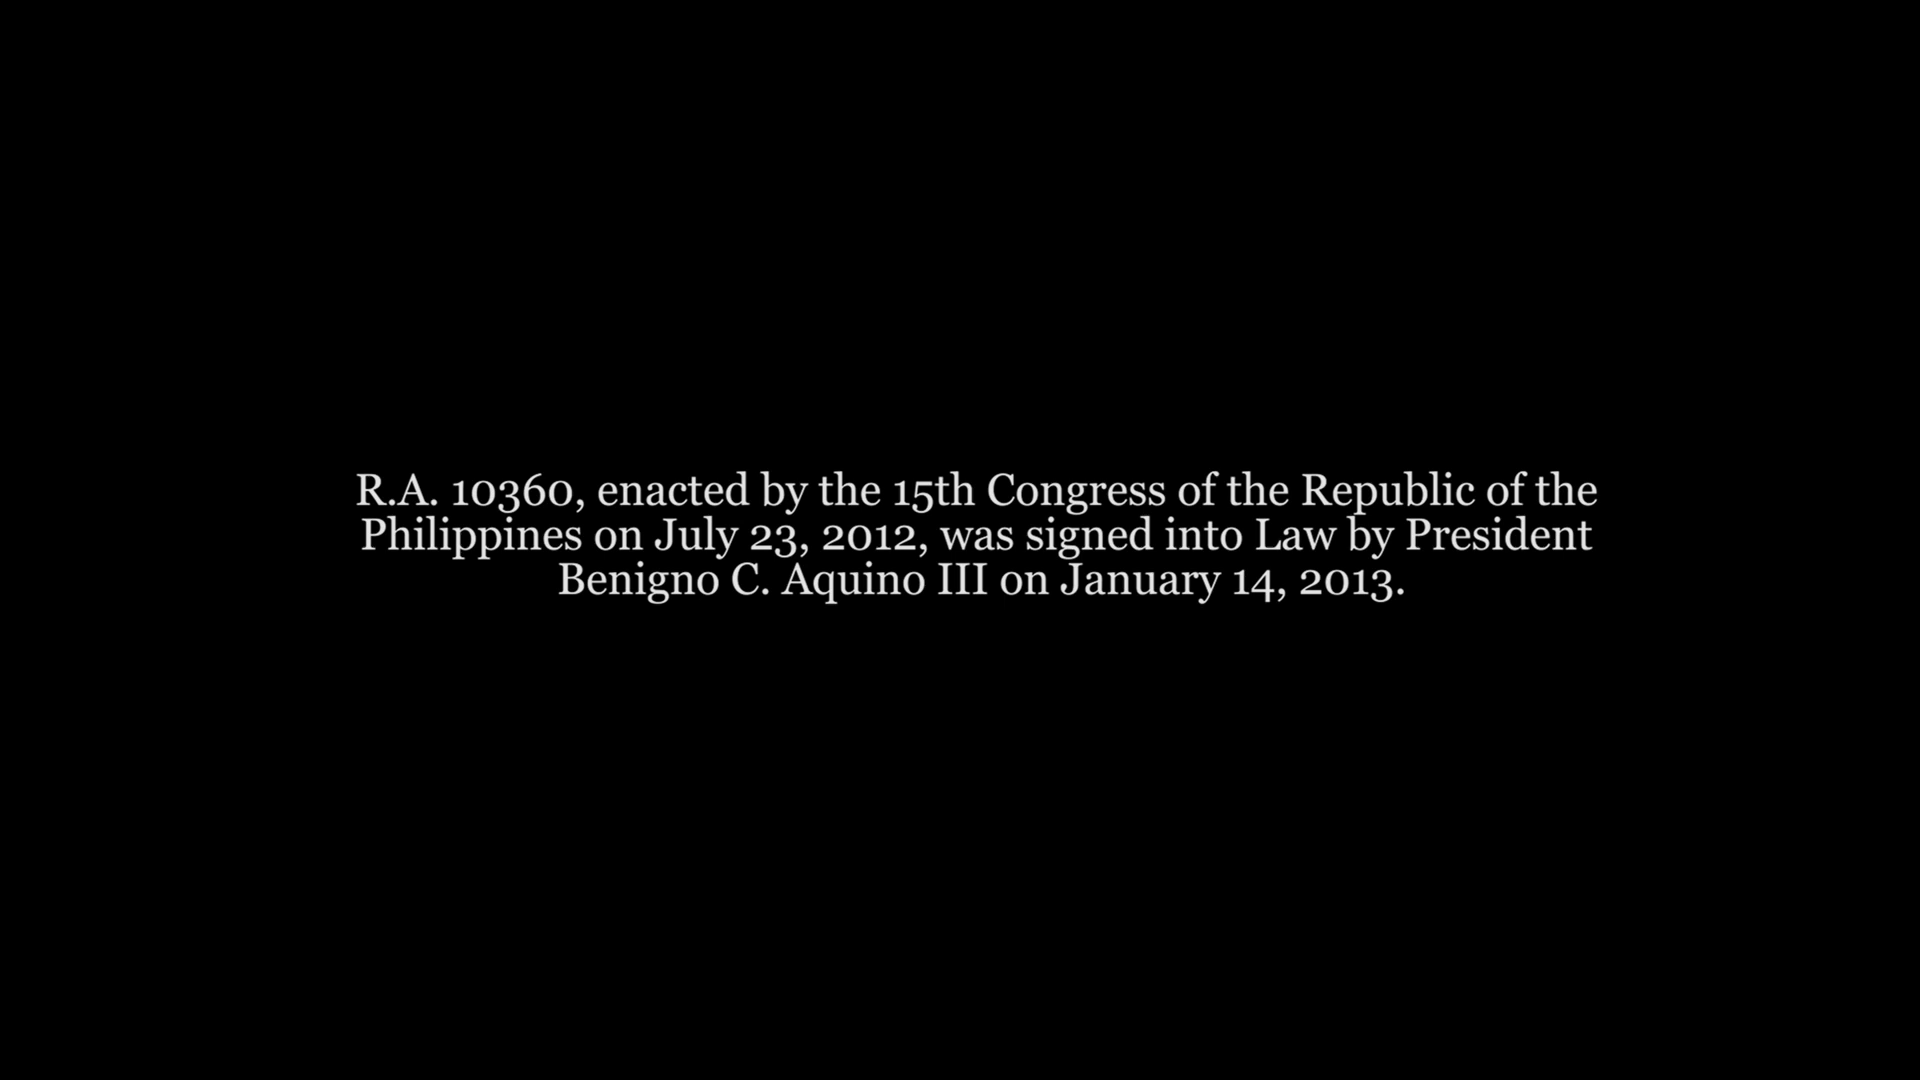 R.A. 10360, enacted by the 15th Congress of the Republic of the
Philippines on July 23, 2012, was signed into Law by President
Benigno C. Aquino III on January 14, 2013.